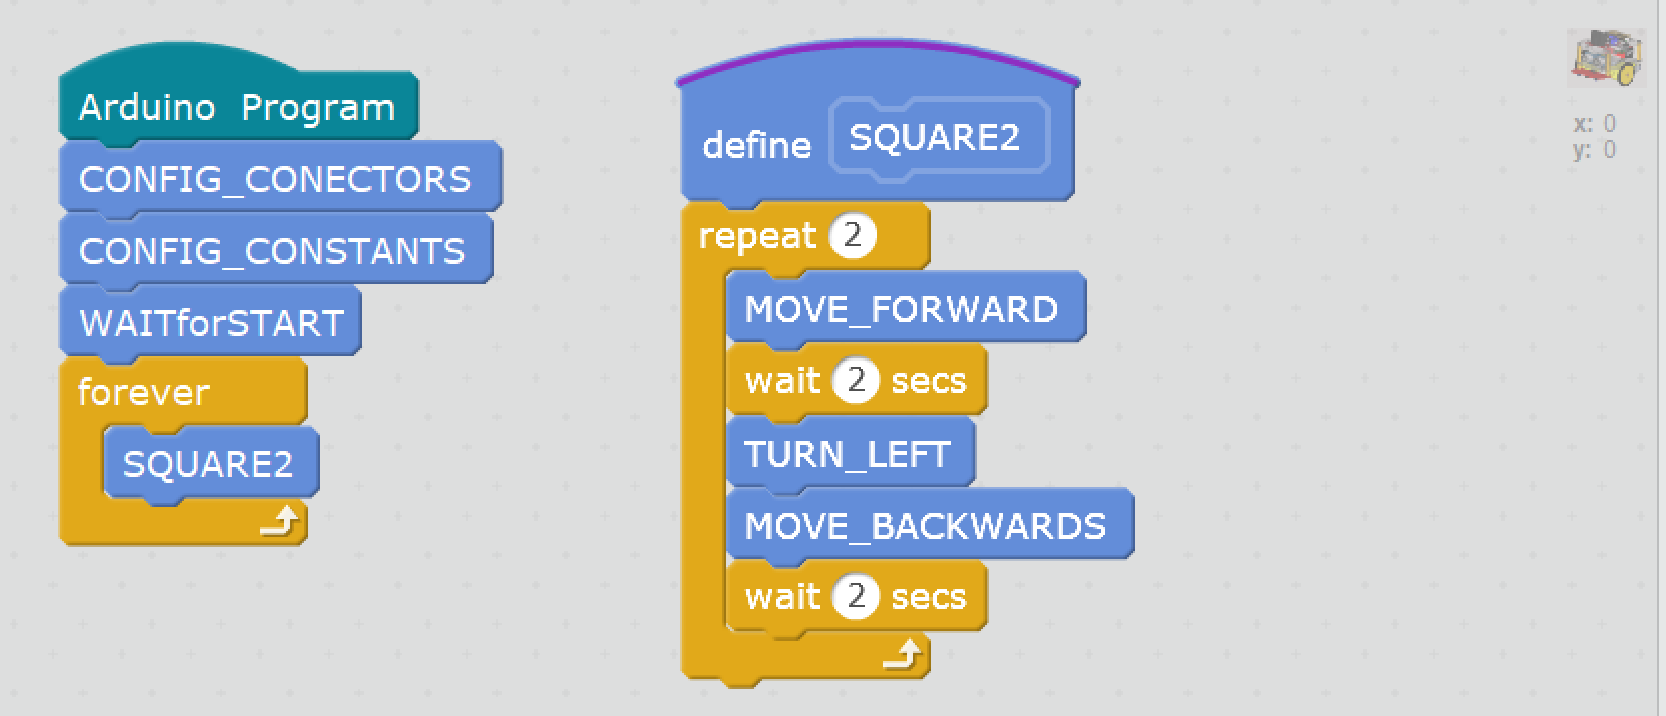 Arduino Program
CONFIG_CONECTORS
CONFIG_CONSTANTS
WAITforSTART
forever
SQUARE2
define SQUARE2
repeat 2
MOVE_FORWARD
wait 2 secs
TURN_LEFT
MOVE_BACKWARDS
wait 2 secs
x: 0
y: 0